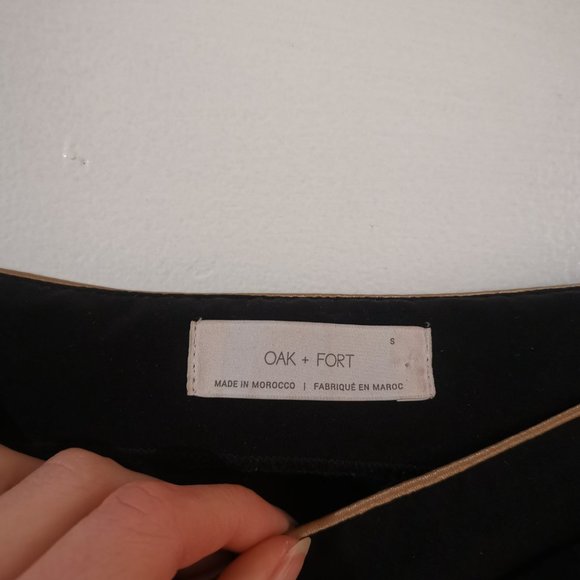 S
OAK + FORT
MADE IN MOROCCO | FABRIQUÉ EN MAROC